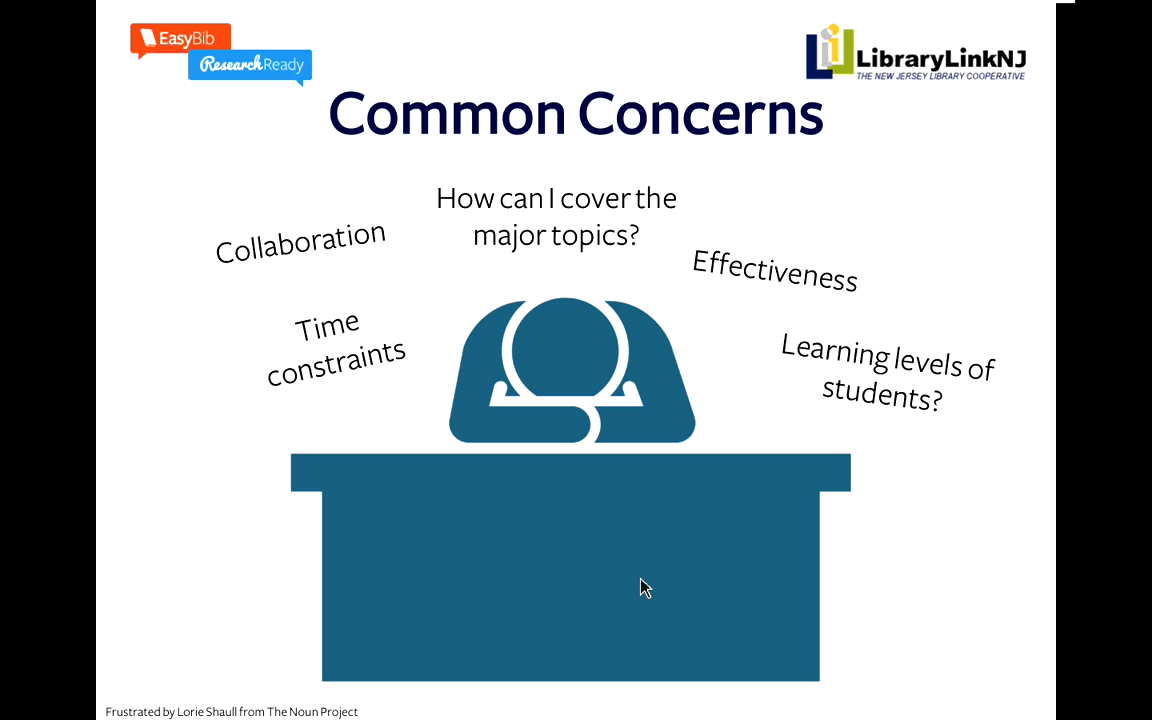 EasyBib
ResearchReady
LibraryLinkNJ
THE NEW JERSEY LIBRARY COOPERATIVE
Common Concerns
How can I cover the
major topics?
Collaboration
Effectiveness
Time
constraints
Learning levels of
students?
Frustrated by Lorie Shaull from The Noun Project